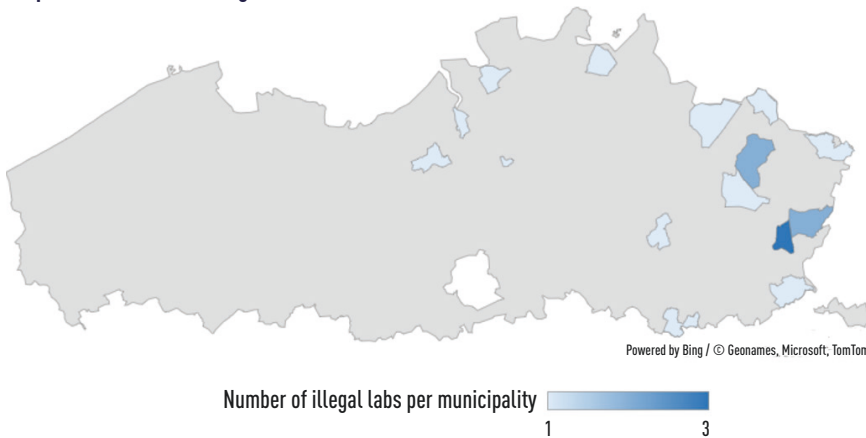 Powered by Bing / © Geonames, Microsoft, TomTom
Number of illegal labs per municipality
1
3